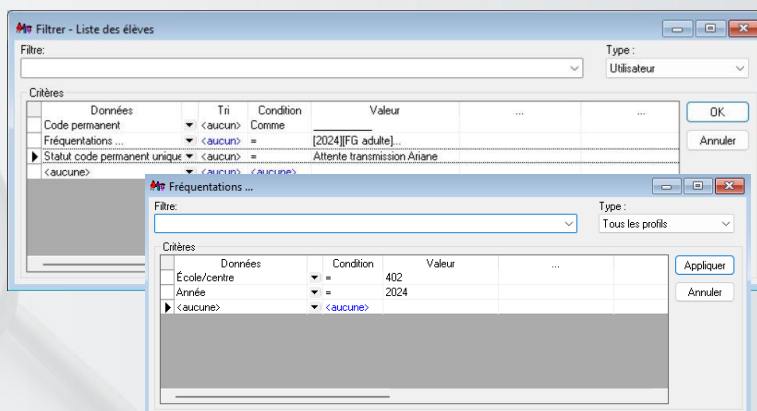 Filtrer - Liste des élèves
Filtre:
Type :
Utilisateur
Critères
Données Tri Condition Valeur ... ...
Code permanent <aucun> Comme __________
Fréquentations ... <aucun> = [2024][FG adulte]...
Statut code permanent unique <aucun> = Attente transmission Ariane
<aucune> <aucun> <aucune>
OK
Annuler
Fréquentations ...
Filtre:
Type :
Tous les profils
Critères
Données Condition Valeur ...
École/centre = 402
Année = 2024
<aucune> <aucune>
Appliquer
Annuler